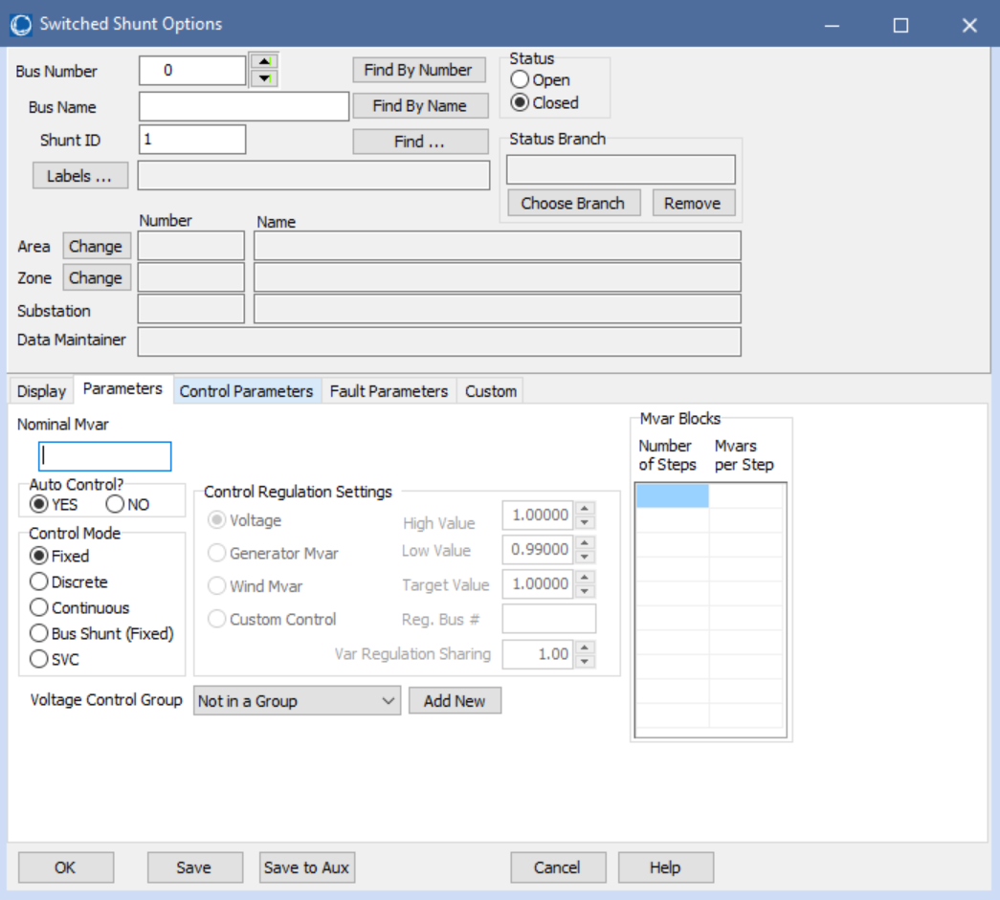 Switched Shunt Options
Bus Number 0 Find By Number
Bus Name Find By Name
Shunt ID 1 Find ...
Labels ...
Status
Open
Closed
Status Branch
Choose Branch Remove
Number Name
Area Change
Zone Change
Substation
Data Maintainer
Display Parameters Control Parameters Fault Parameters Custom
Nominal Mvar
Auto Control?
YES NO
Control Mode
Fixed
Discrete
Continuous
Bus Shunt (Fixed)
SVC
Control Regulation Settings
Voltage High Value 1.00000
Generator Mvar Low Value 0.99000
Wind Mvar Target Value 1.00000
Custom Control Reg. Bus #
Var Regulation Sharing 1.00
Voltage Control Group Not in a Group Add New
Mvar Blocks
Number Mvars
of Steps per Step
OK Save Save to Aux Cancel Help